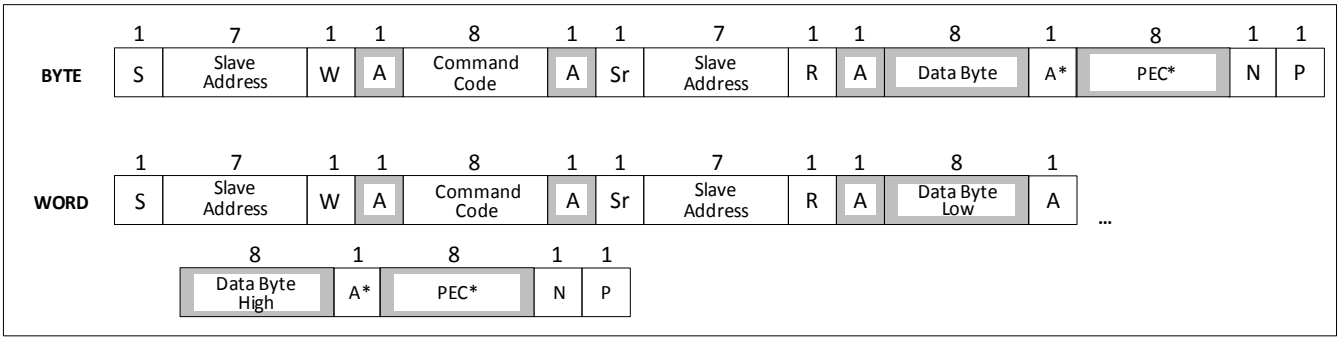 1 7 1 1 8 1 1 7 1 1 8 1 8 1 1
BYTE S Slave Address W A Command Code A Sr Slave Address R A Data Byte A* PEC* N P
1 7 1 1 8 1 1 7 1 1 8 1
WORD S Slave Address W A Command Code A Sr Slave Address R A Data Byte Low A ...
8 1 8 1 1
Data Byte High A* PEC* N P